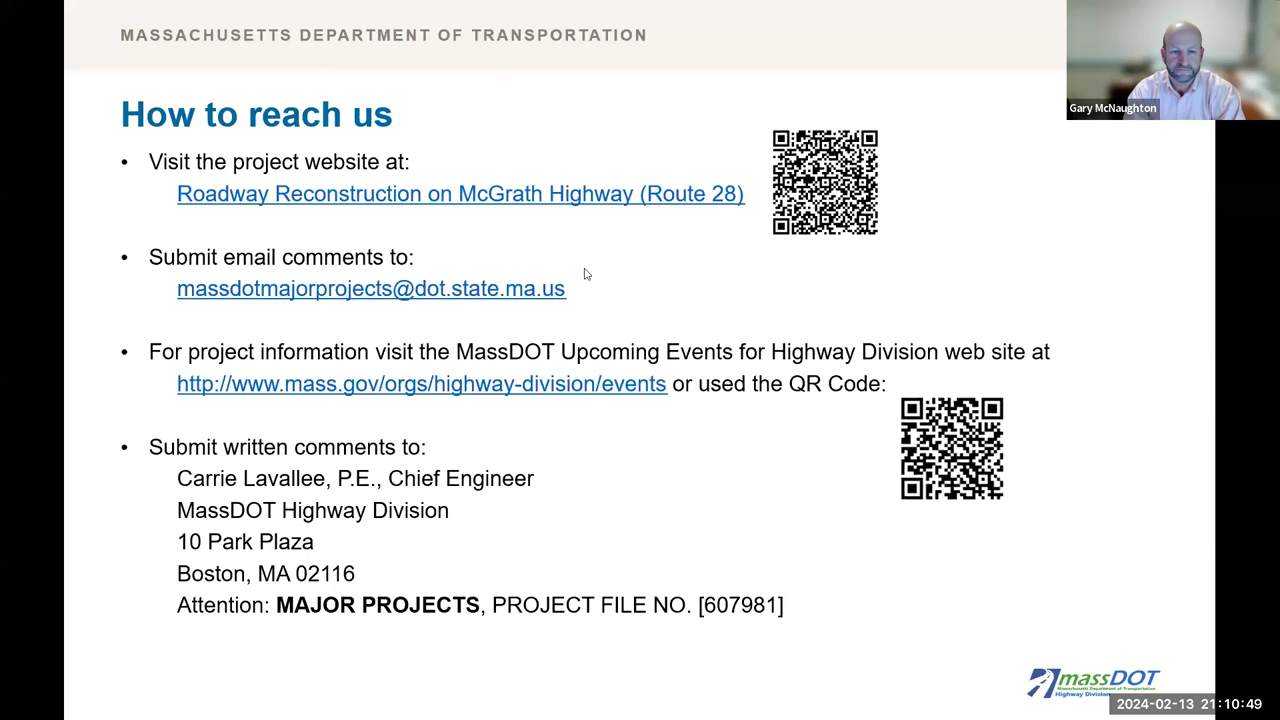 MASSACHUSETTS DEPARTMENT OF TRANSPORTATION
Gary McNaughton
How to reach us
• Visit the project website at:
Roadway Reconstruction on McGrath Highway (Route 28)
• Submit email comments to:
massdotmajorprojects@dot.state.ma.us
• For project information visit the MassDOT Upcoming Events for Highway Division web site at
http://www.mass.gov/orgs/highway-division/events or used the QR Code:
• Submit written comments to:
Carrie Lavallee, P.E., Chief Engineer
MassDOT Highway Division
10 Park Plaza
Boston, MA 02116
Attention: MAJOR PROJECTS, PROJECT FILE NO. [607981]
massDOT
Massachusetts Department of Transportation
Highway Division
2024-02-13 21:10:49